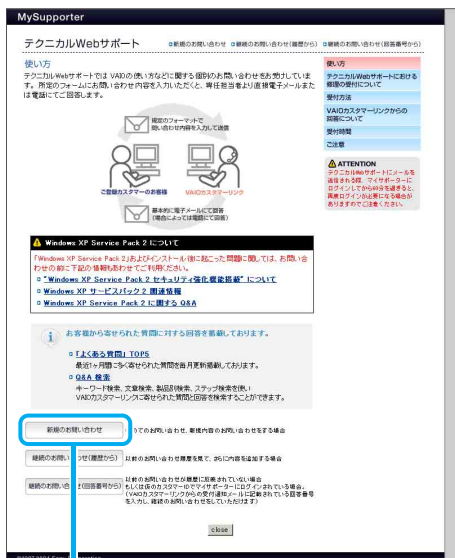 MySupporter
テクニカルWebサポート
新規のお問い合わせ 継続のお問い合わせ(履歴から) 継続のお問い合わせ(回答番号から)
使い方
テクニカルWebサポートでは VAIOの使い方などに関する個別のお問い合わせをお受けしていま
す。所定のフォームにお問い合わせ内容を入力いただくと、専任担当者より直接電子メールまた
は電話にてご回答します。
規定のフォーマットで
問い合わせ内容を入力して送信
ご登録カスタマーのお客様
VAIOカスタマーリンク
基本的に電子メールにて回答
(場合によっては電話にて回答)
使い方
テクニカルWebサポートにおける
修理の受付について
受付方法
VAIOカスタマーリンクからの
回答について
受付時間
ご注意
ATTENTION
テクニカルWebサポートにメールを
送信される際、マイサポーターに
ログインしてから60分を過ぎると、
再度ログインが必要になる場合が
ありますのでご注意ください。
Windows XP Service Pack 2 について
「Windows XP Service Pack 2」およびインストール後に起こった問題に関しては、お問い合
わせの前に下記の情報もあわせてご利用ください。
"Windows XP Service Pack 2 セキュリティ強化機能搭載" について
Windows XP サービスパック2 関連情報
Windows XP Service Pack 2 に関する Q&A
お客様から寄せられた質問に対する回答を掲載しております。
「よくある質問」 TOP5
最近1ヶ月間に多く寄せられた質問を毎月更新掲載しております。
Q&A 検索
キーワード検索、文章検索、製品別検索、ステップ検索を使い
VAIOカスタマーリンクに寄せられた質問と回答を検索することができます。
新規のお問い合わせ
てのお問い合わせ、新規内容のお問い合わせをする場合
継続のお問い せ(履歴から) 以前のお問い合わせ履歴を見て、さらに内容を追加する場合
以前のお問い合わせが履歴に反映されていない場合
継続のお問い合 せ(回答番号から) もしくは仮のカスタマーIDでマイサポーターにログインされている場合。
(VAIOカスタマーリンクからの受付通知メールに記載されている回答番号
を入力し、継続のお問い合わせをしていただけます)
close